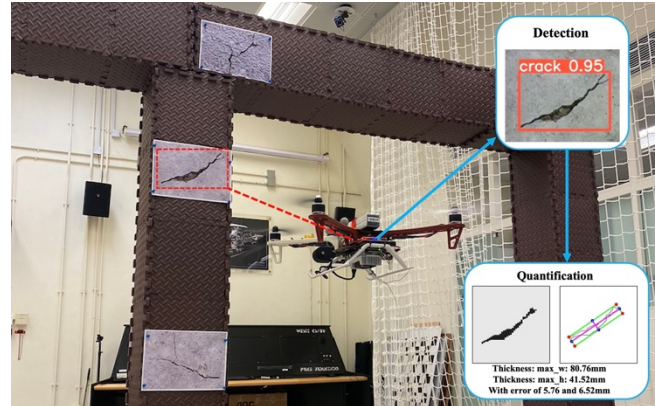 Detection
crack 0.95
Quantification
Thickness: max_w: 80.76mm
Thickness: max_h: 41.52mm
With error of 5.76 and 6.52mm